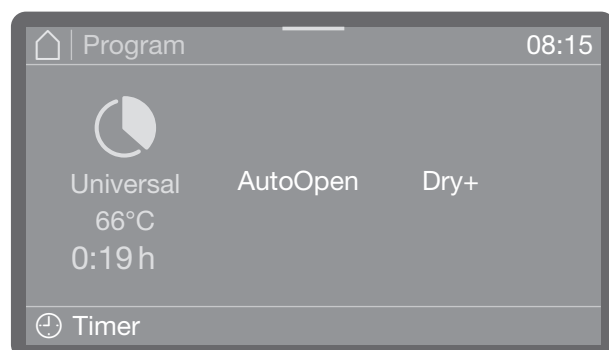 Program 08:15
Universal AutoOpen Dry+
66°C
0:19 h
Timer